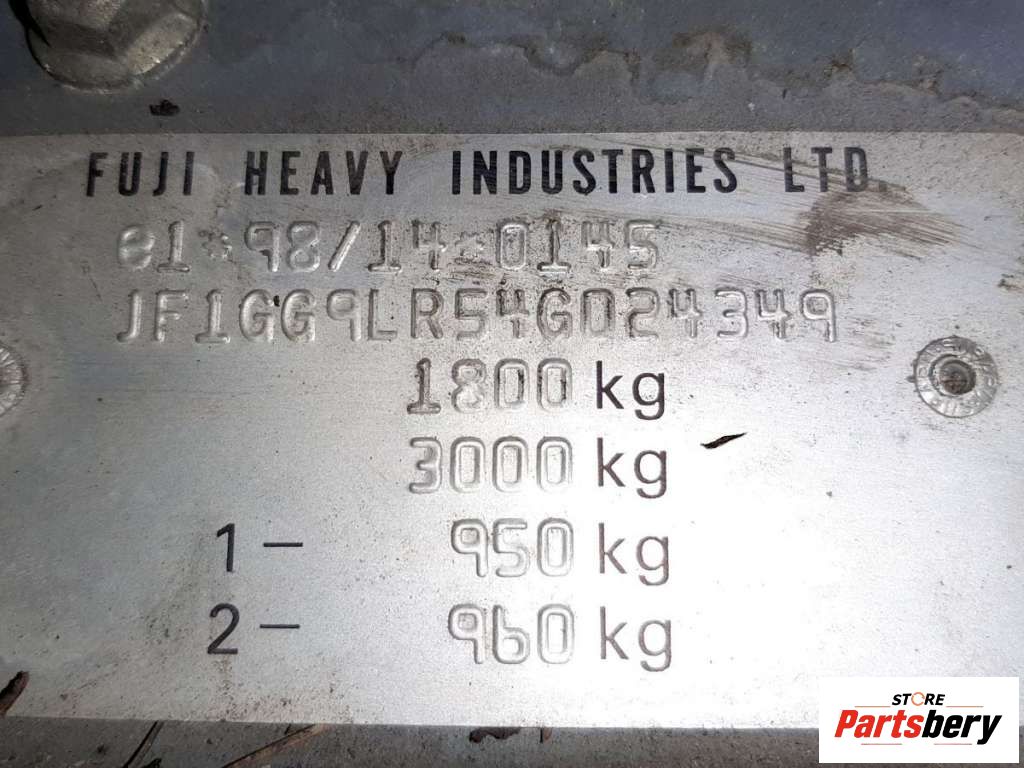 FUJI HEAVY INDUSTRIES LTD.
e1*98/14*0145
JF1GG9LR54G024349
1800 kg
3000 kg
1- 950 kg
2- 960 kg
STORE
Partsbery